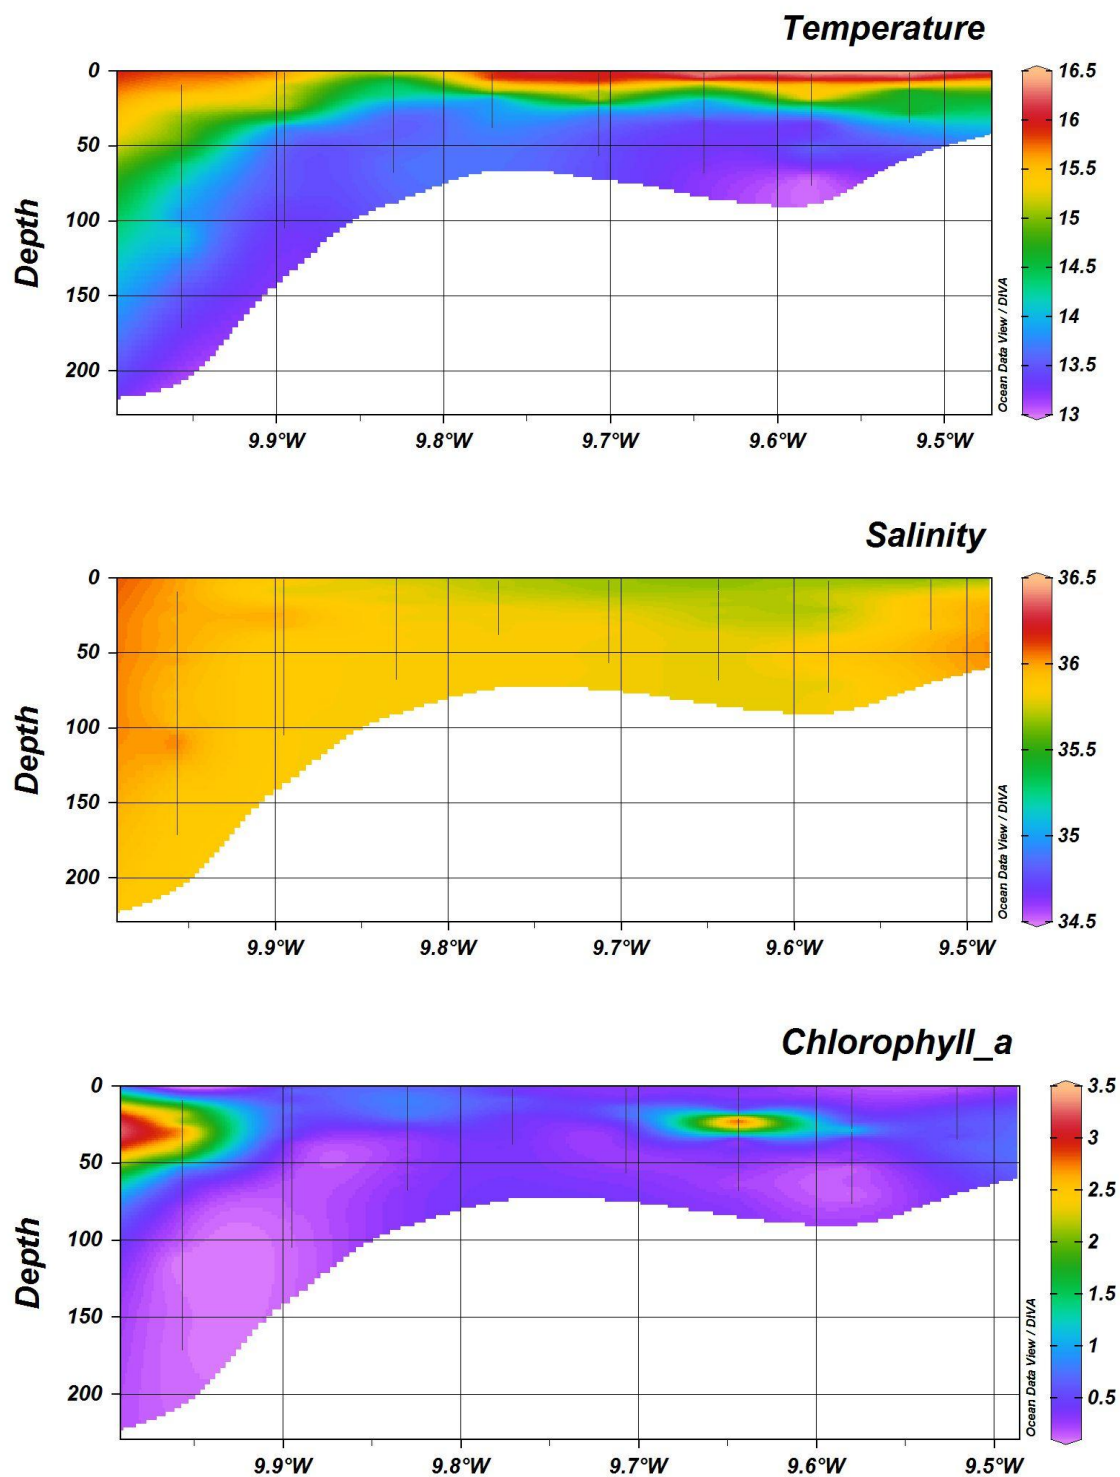 Temperature
0
50
100
150
200
Depth
9.9°W
9.8°W
9.7°W
9.6°W
9.5°W
Ocean Data View / DIVA
16.5
16
15.5
15
14.5
14
13.5
13
Salinity
0
50
100
150
200
Depth
9.9°W
9.8°W
9.7°W
9.6°W
9.5°W
Ocean Data View / DIVA
36.5
36
35.5
35
34.5
Chlorophyll_a
0
50
100
150
200
Depth
9.9°W
9.8°W
9.7°W
9.6°W
9.5°W
Ocean Data View / DIVA
3.5
3
2.5
2
1.5
1
0.5